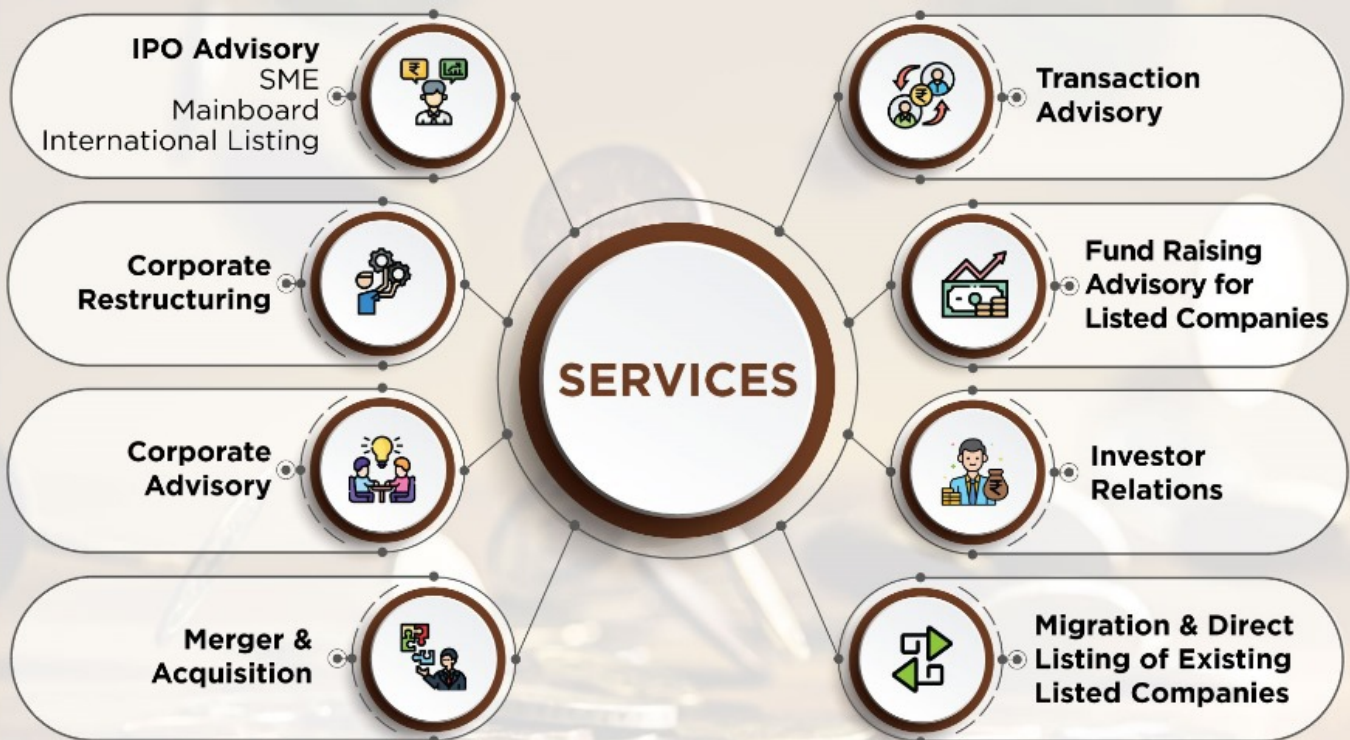 IPO Advisory
SME
Mainboard
International Listing
Corporate
Restructuring
Corporate
Advisory
Merger &
Acquisition
SERVICES
Transaction
Advisory
Fund Raising
Advisory for
Listed Companies
Investor
Relations
Migration & Direct
Listing of Existing
Listed Companies